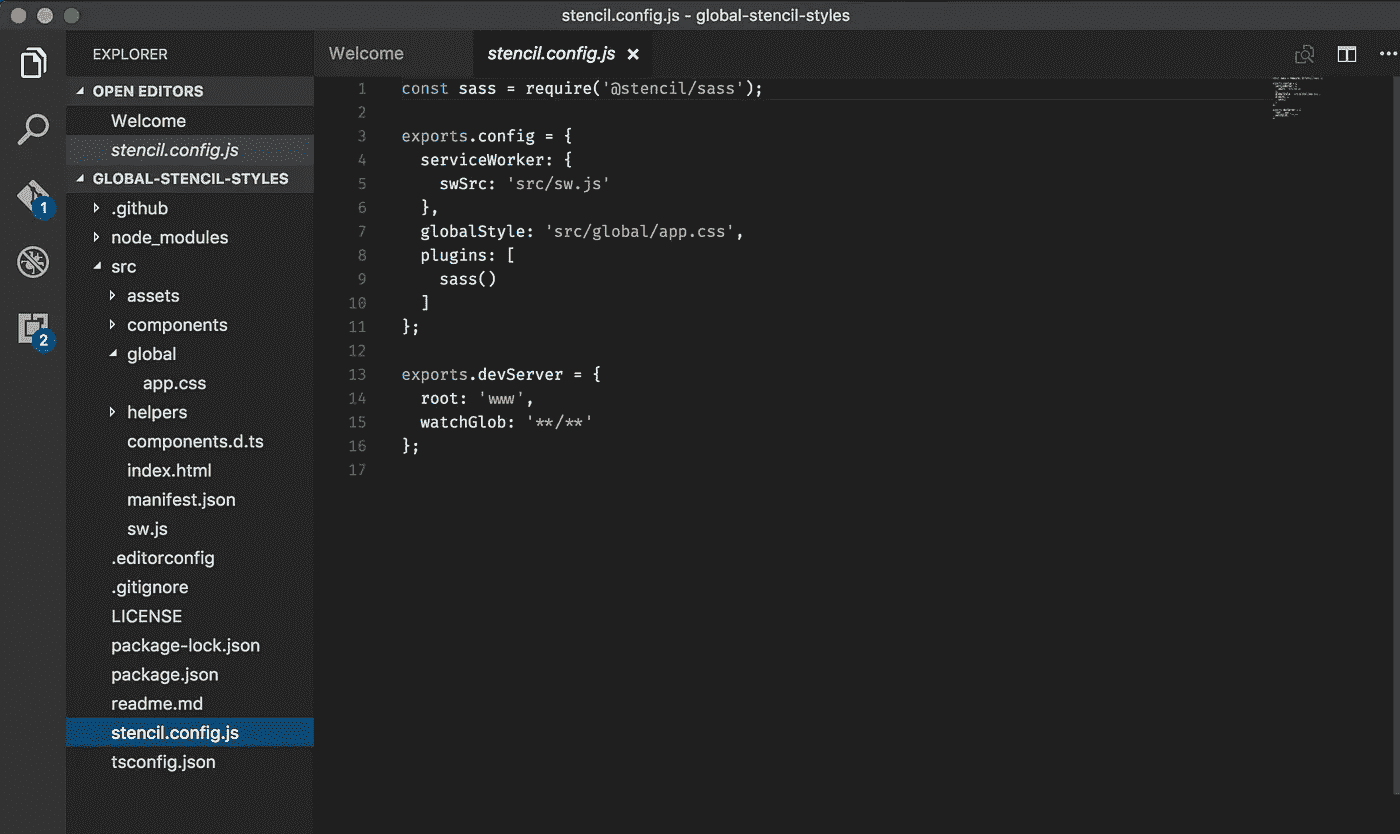 stencil.config.js - global-stencil-styles
EXPLORER
OPEN EDITORS
Welcome
stencil.config.js
GLOBAL-STENCIL-STYLES
.github
node_modules
src
assets
components
global
app.css
helpers
components.d.ts
index.html
manifest.json
sw.js
.editorconfig
.gitignore
LICENSE
package-lock.json
package.json
readme.md
stencil.config.js
tsconfig.json
1
2
Welcome
stencil.config.js ×
1 const sass = require('@stencil/sass');
2
3 exports.config = {
4   serviceWorker: {
5     swSrc: 'src/sw.js'
6   },
7   globalStyle: 'src/global/app.css',
8   plugins: [
9     sass()
10   ]
11 };
12
13 exports.devServer = {
14   root: 'www',
15   watchGlob: '**/**'
16 };
17